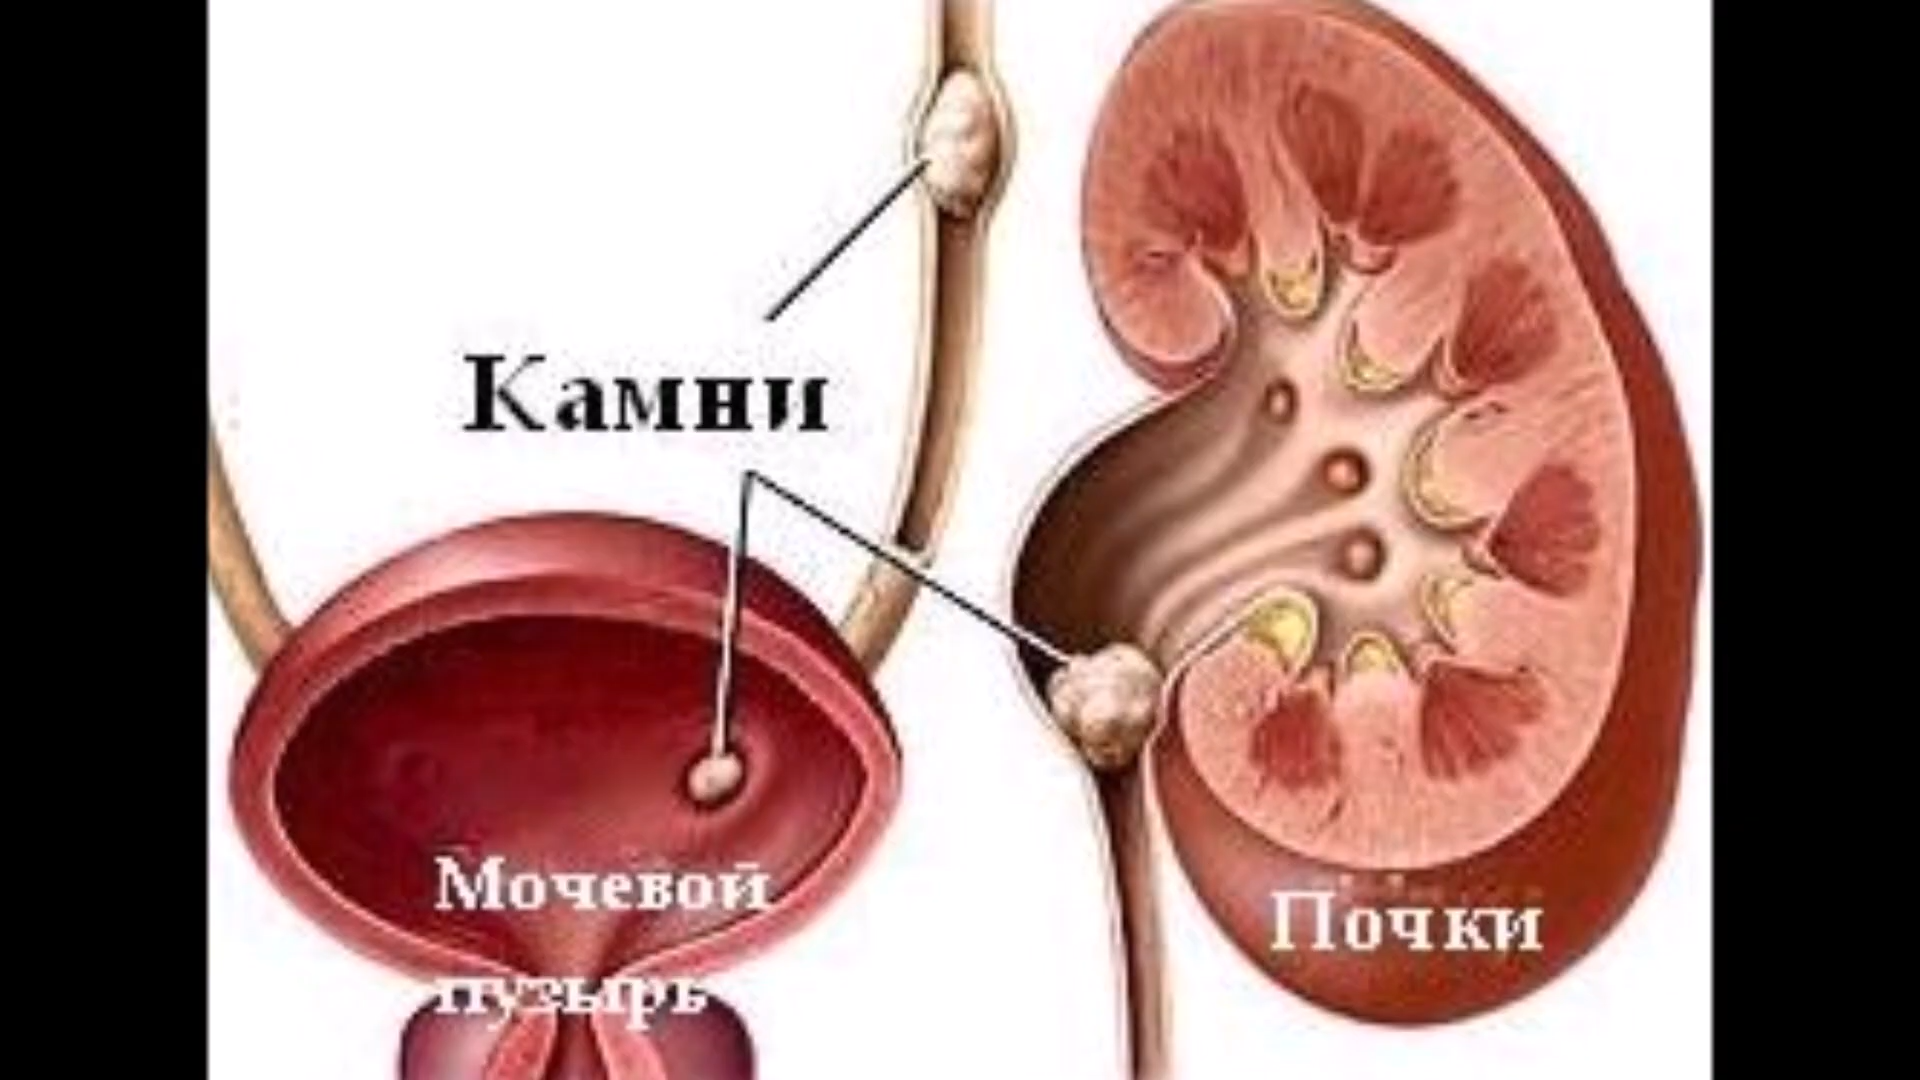 Камни
Мочевой
пузырь
Почки